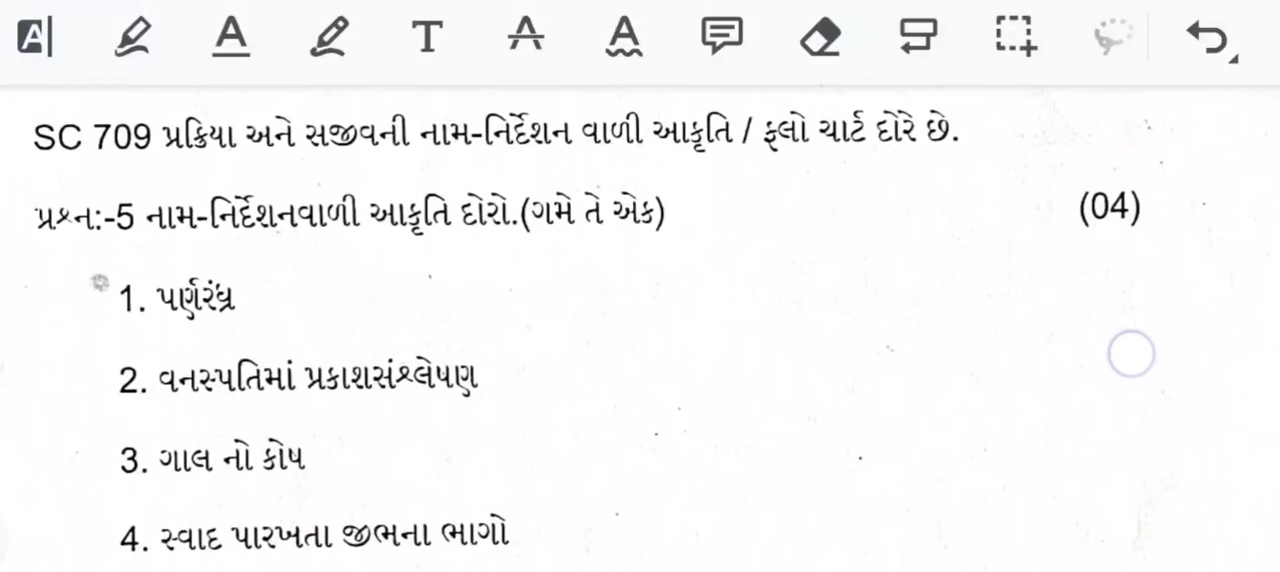 SC 709 પ્રક્રિયા અને સજીવની નામ-નિર્દેશન વાળી આકૃતિ / ફ્લો ચાર્ટ દોરે છે.
પ્રશ્ન:-5 નામ-નિર્દેશનવાળી આકૃતિ દોરો.(ગમે તે એક) (04)
1. પર્ણરંધ્ર
2. વનસ્પતિમાં પ્રકાશસંશ્લેષણ
3. ગાલ નો કોષ
4. સ્વાદ પારખતા જીભના ભાગો